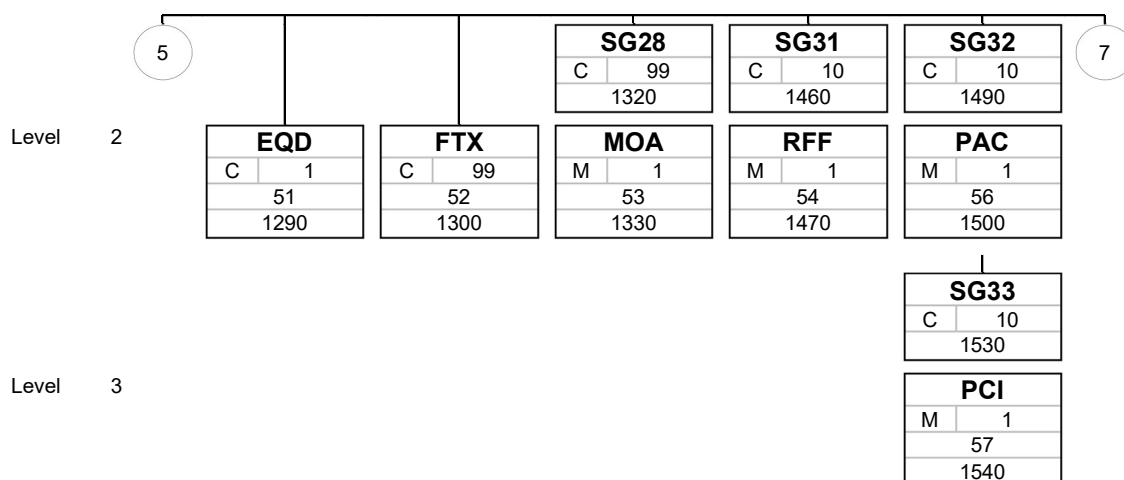 5
SG28
C 99
1320
SG31
C 10
1460
SG32
C 10
1490
7
Level 2
EQD
C 1
51
1290
FTX
C 99
52
1300
MOA
M 1
53
1330
RFF
M 1
54
1470
PAC
M 1
56
1500
SG33
C 10
1530
Level 3
PCI
M 1
57
1540